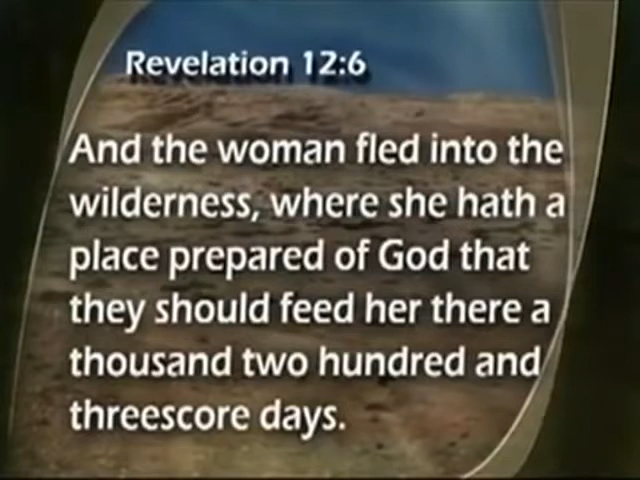 Revelation 12:6
And the woman fled into the
wilderness, where she hath a
place prepared of God that
they should feed her there a
thousand two hundred and
threescore days.